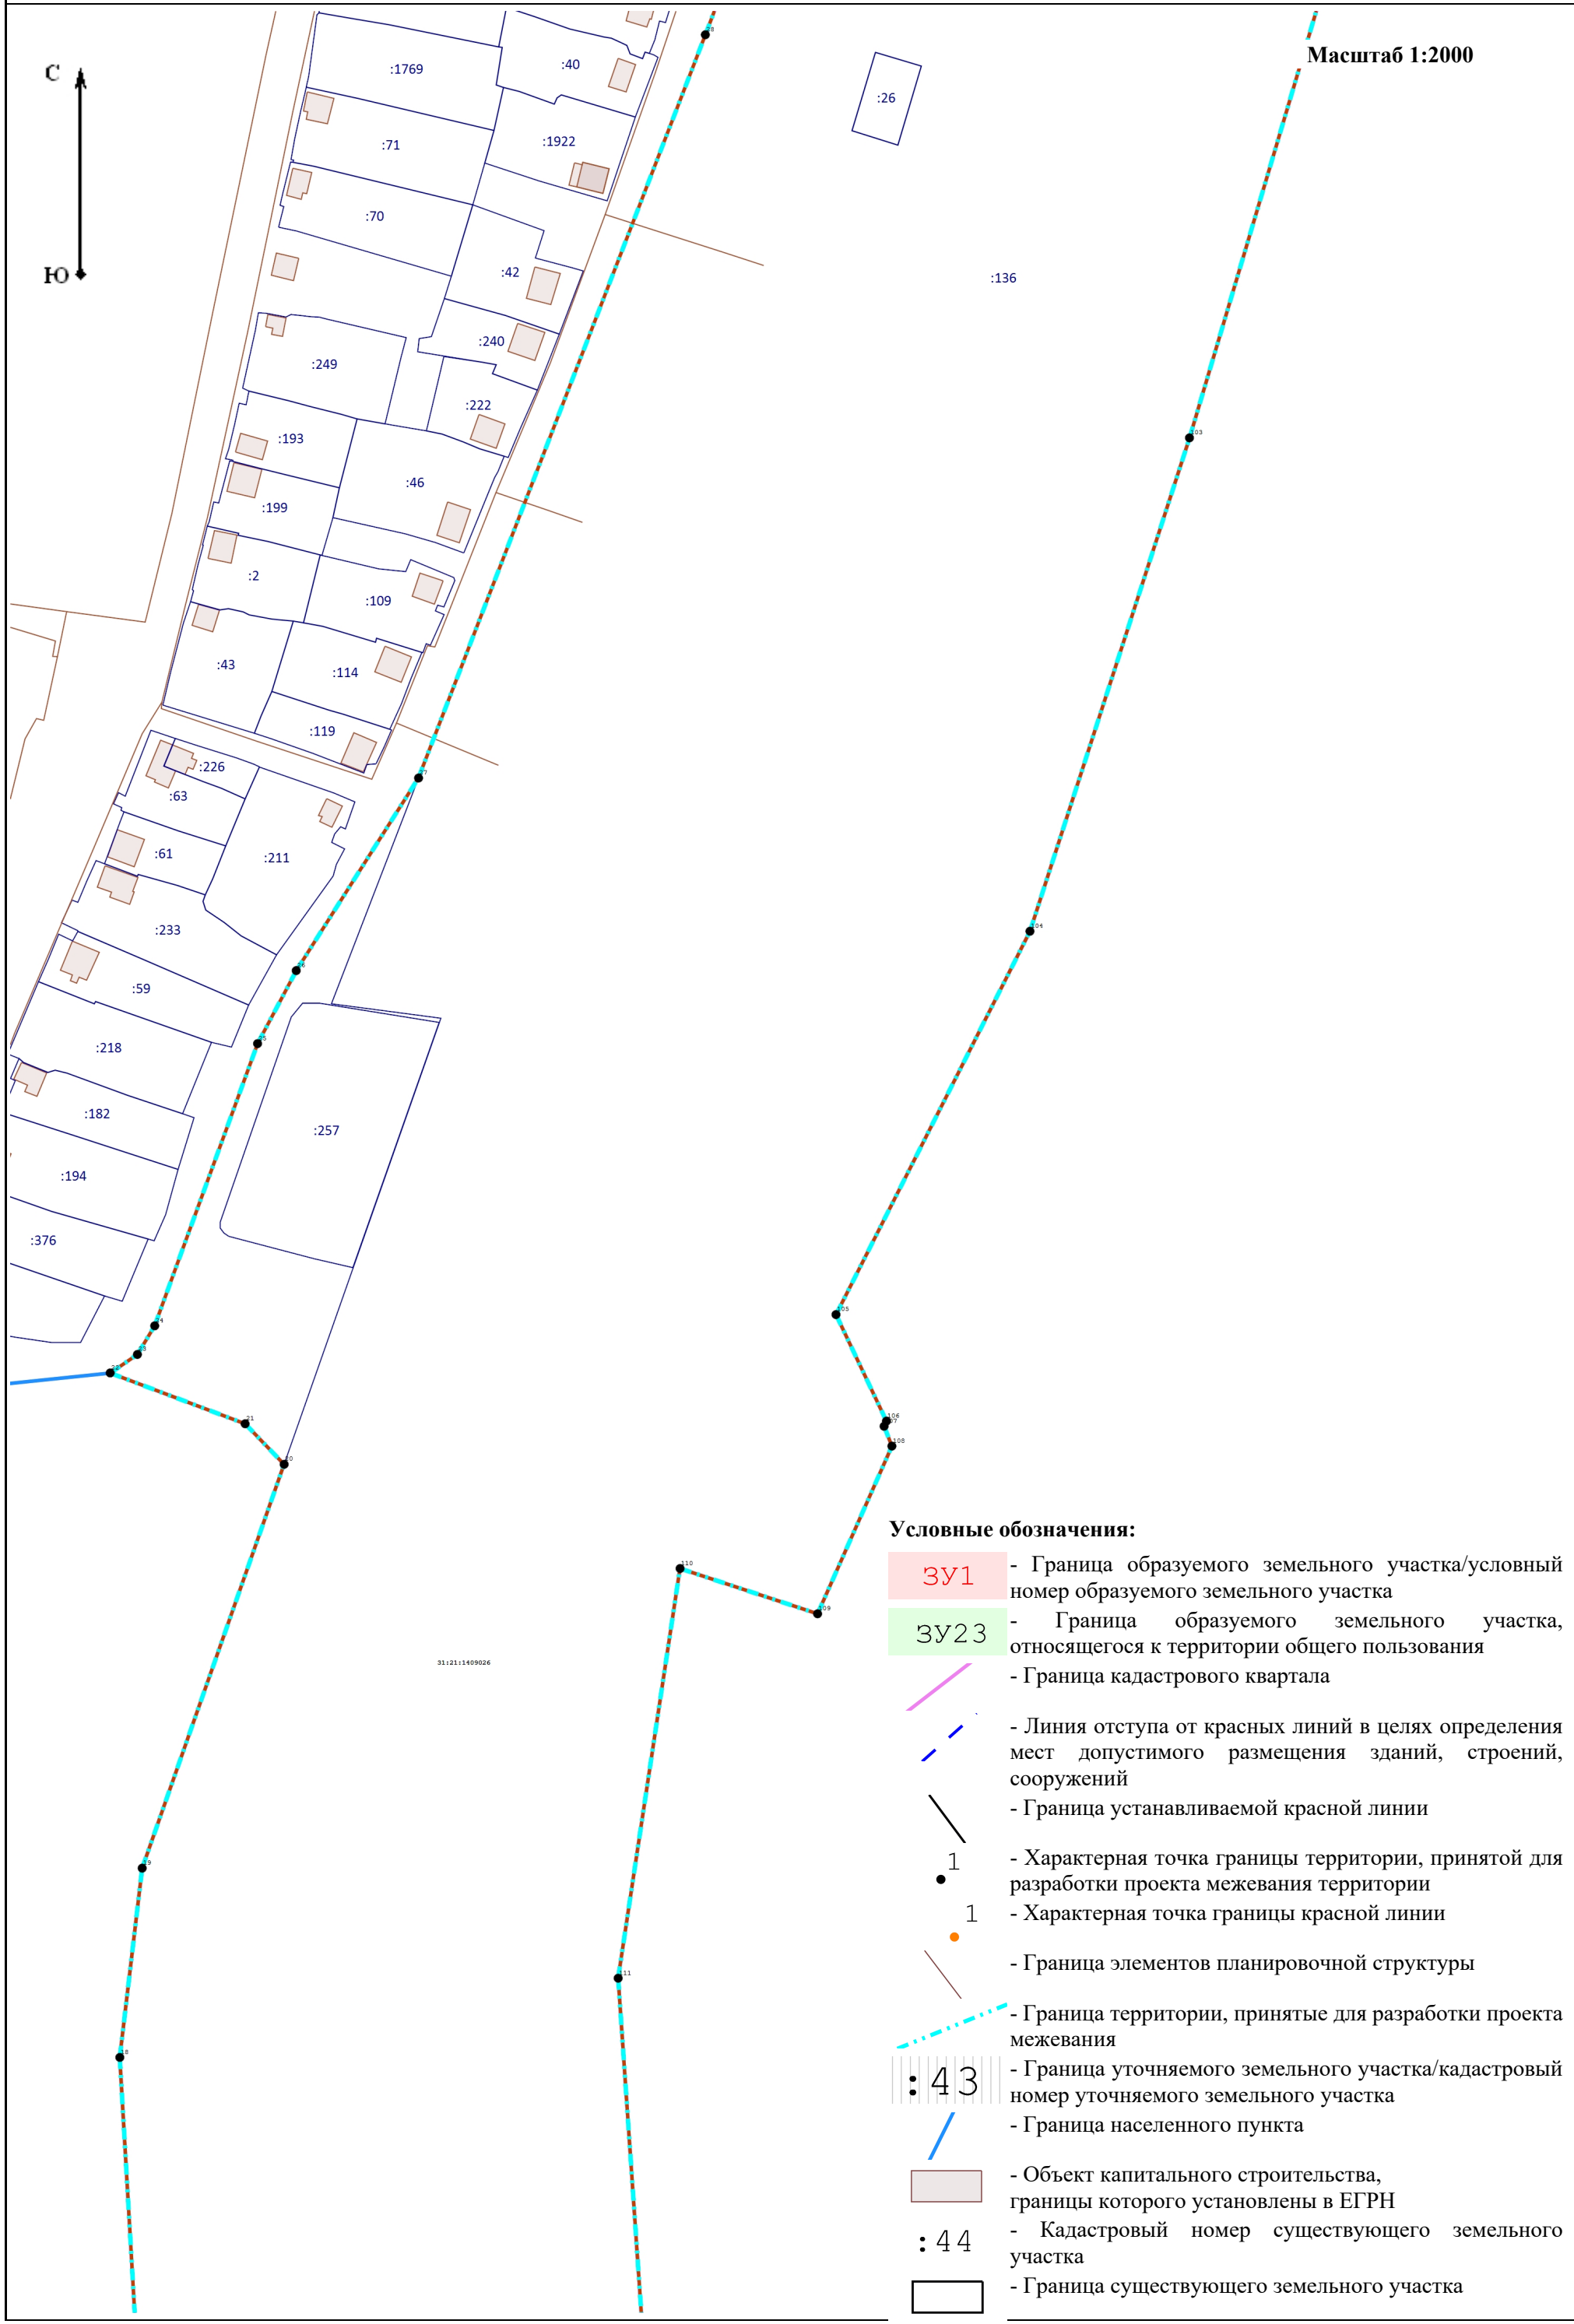 Масштаб 1:2000
С
Ю
:1769
:40
:26
:71
:1922
:70
:42
:136
:240
:249
:222
:193
:46
:199
:2
:109
:43
:114
:119
:226
:63
:61
:211
:233
:59
:218
:182
:257
:194
:376
103
104
105
106
108
109
110
31:21:1409026
Условные обозначения:
ЗУ1
- Граница образуемого земельного участка/условный
номер образуемого земельного участка
ЗУ23
- Граница образуемого земельного участка,
относящегося к территории общего пользования
- Граница кадастрового квартала
- Линия отступа от красных линий в целях определения
мест допустимого размещения зданий, строений,
сооружений
- Граница устанавливаемой красной линии
1
- Характерная точка границы территории, принятой для
разработки проекта межевания территории
1
- Характерная точка границы красной линии
- Граница элементов планировочной структуры
- Граница территории, принятые для разработки проекта
межевания
:43
- Граница уточняемого земельного участка/кадастровый
номер уточняемого земельного участка
- Граница населенного пункта
- Объект капитального строительства,
границы которого установлены в ЕГРН
:44
- Кадастровый номер существующего земельного
участка
- Граница существующего земельного участка